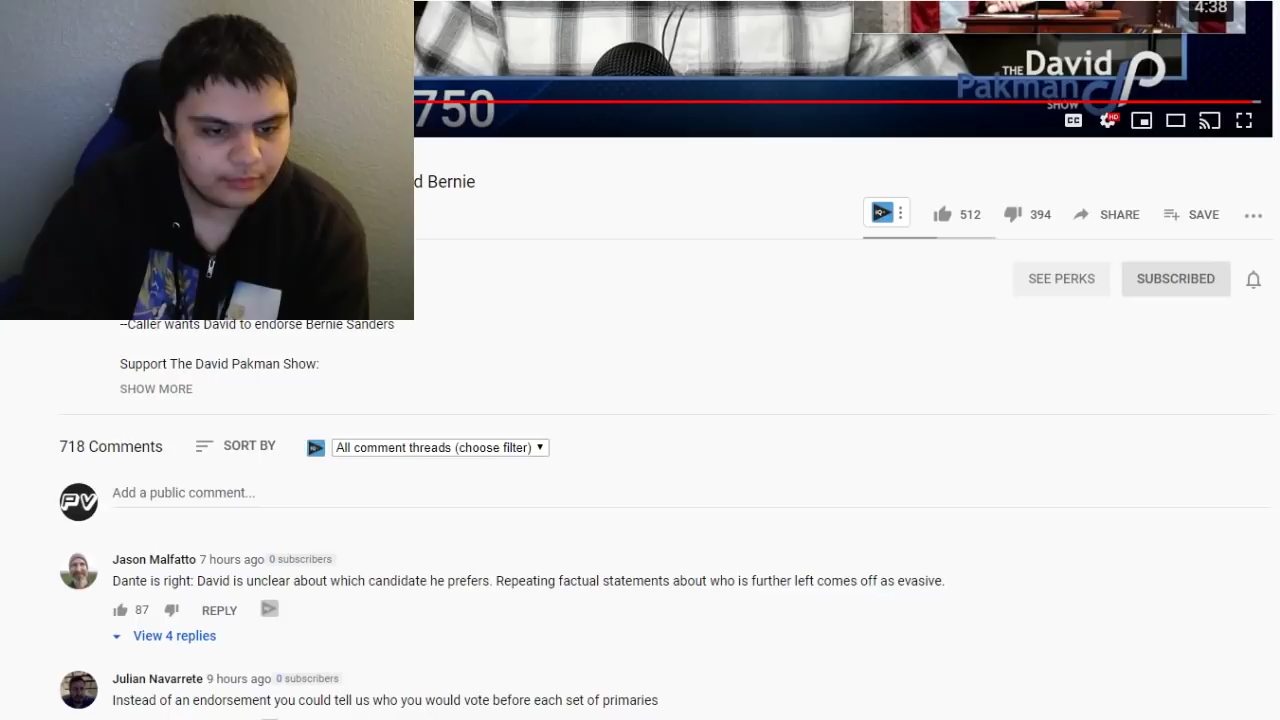 4:38
THE David
Pakman
SHOW
750
CC
HD
d Bernie
IQ
512
394
SHARE
SAVE
SEE PERKS
SUBSCRIBED
--Caller wants David to endorse Bernie Sanders
Support The David Pakman Show:
SHOW MORE
718 Comments
SORT BY
All comment threads (choose filter)
PV
Add a public comment...
Jason Malfatto 7 hours ago 0 subscribers
Dante is right: David is unclear about which candidate he prefers. Repeating factual statements about who is further left comes off as evasive.
87
REPLY
View 4 replies
Julian Navarrete 9 hours ago 0 subscribers
Instead of an endorsement you could tell us who you would vote before each set of primaries